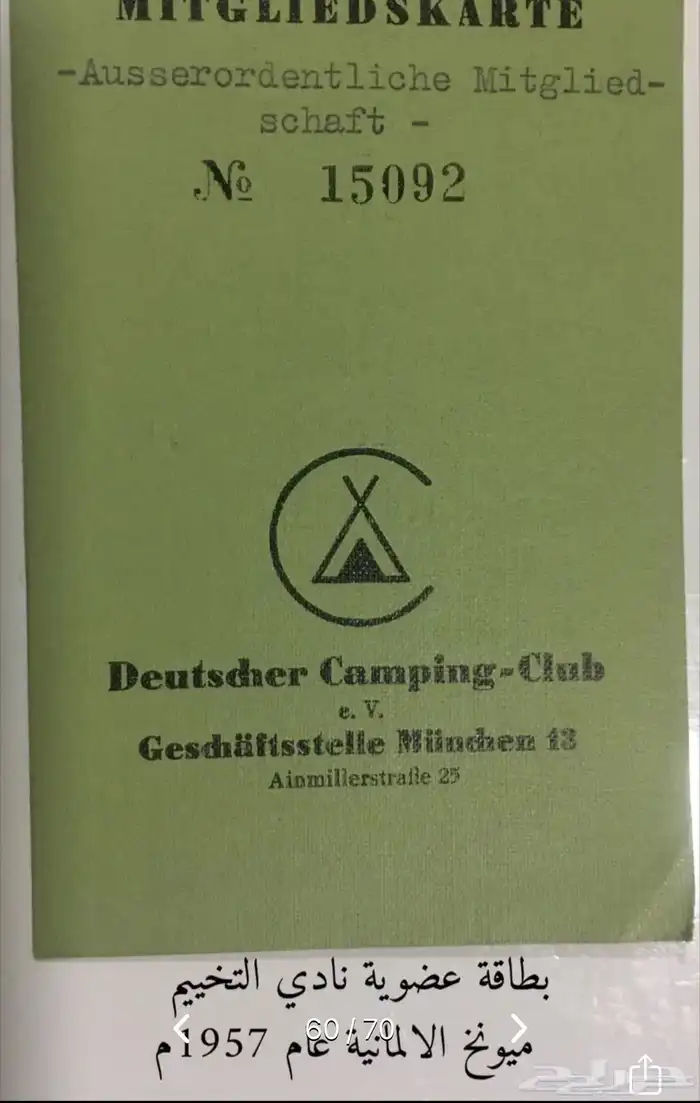 MITGLIEDSKARTE
-Ausserordentliche Mitglied-
schaft -
№ 15092
Deutscher Camping-Club
e. V.
Geschäftsstelle München 13
Ainmillerstraße 25
بطاقة عضوية نادي التخييم
ميونخ الالمانية عام 1957م
60 / 70
حراج